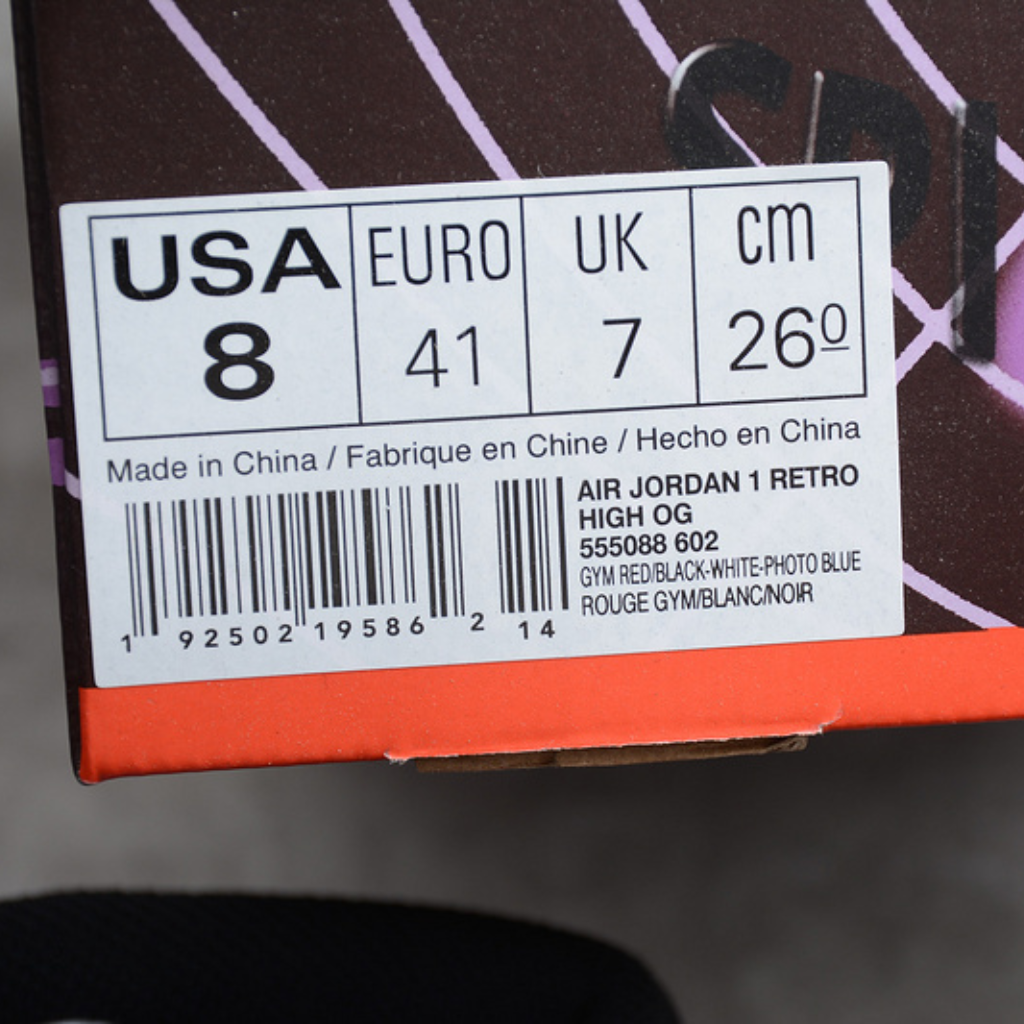 SPI
USA EURO UK cm
8 41 7 26⁰
Made in China / Fabrique en Chine / Hecho en China
AIR JORDAN 1 RETRO
HIGH OG
555088 602
GYM RED/BLACK-WHITE-PHOTO BLUE
ROUGE GYM/BLANC/NOIR
1 92502 19586 2 14